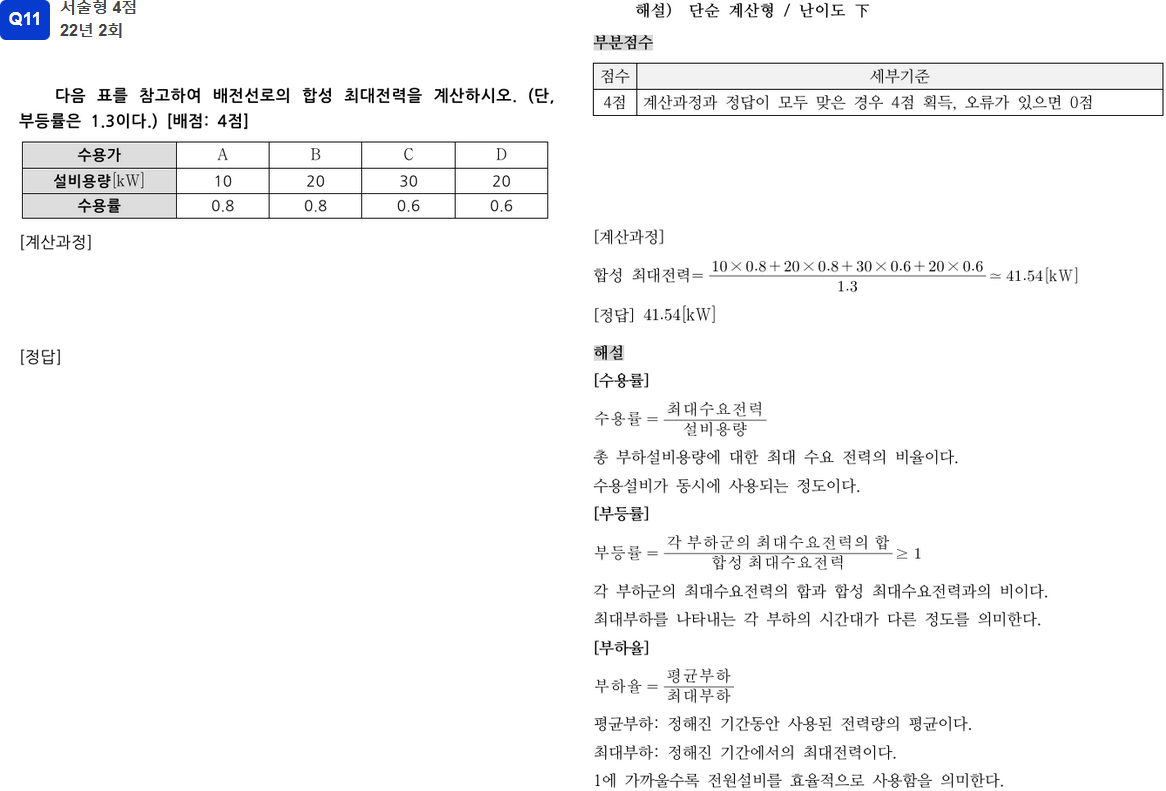 Q11
서술형 4점
22년 2회
다음 표를 참고하여 배전선로의 합성 최대전력을 계산하시오. (단,
부등률은 1.3이다.) [배점: 4점]
수용가 A B C D
설비용량[kW] 10 20 30 20
수용률 0.8 0.8 0.6 0.6
[계산과정]
[정답]
해설) 단순 계산형 / 난이도 下
부분점수
점수 세부기준
4점 계산과정과 정답이 모두 맞은 경우 4점 획득, 오류가 있으면 0점
[계산과정]
합성 최대전력= (10×0.8+20×0.8+30×0.6+20×0.6)/1.3 ≃ 41.54[kW]
[정답] 41.54[kW]
해설
[수용률]
수용률 = 최대수요전력/설비용량
총 부하설비용량에 대한 최대 수요 전력의 비율이다.
수용설비가 동시에 사용되는 정도이다.
[부등률]
부등률 = 각 부하군의 최대수요전력의 합/합성 최대수요전력 ≥ 1
각 부하군의 최대수요전력의 합과 합성 최대수요전력과의 비이다.
최대부하를 나타내는 각 부하의 시간대가 다른 정도를 의미한다.
[부하율]
부하율 = 평균부하/최대부하
평균부하: 정해진 기간동안 사용된 전력량의 평균이다.
최대부하: 정해진 기간에서의 최대전력이다.
1에 가까울수록 전원설비를 효율적으로 사용함을 의미한다.